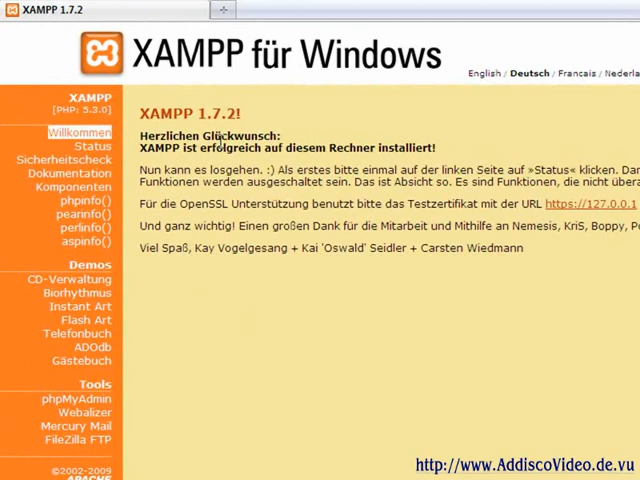 XAMPP 1.7.2
XAMPP für Windows
English / Deutsch / Francais /
XAMPP
[PHP: 5.3.0]
Willkommen
Status
Sicherheitscheck
Dokumentation
Komponenten
phpinfo()
pearinfo()
perlinfo()
aspinfo()
Demos
CD-Verwaltung
Biorhythmus
Instant Art
Flash Art
Telefonbuch
ADOdb
Gästebuch
Tools
phpMyAdmin
Webalizer
Mercury Mail
FileZilla FTP
©2002-2009
APACHE
XAMPP 1.7.2!
Herzlichen Glückwunsch:
XAMPP ist erfolgreich auf diesem Rechner installiert!
Nun kann es losgehen. :) Als erstes bitte einmal auf der linken Seite auf »Status« klicken.
Funktionen werden ausgeschaltet sein. Das ist Absicht so. Es sind Funktionen, die nicht
Für die OpenSSL Unterstützung benutzt bitte das Testzertifikat mit der URL https://127.0.0.1
Und ganz wichtig! Einen großen Dank für die Mitarbeit und Mithilfe an Nemesis, KriS, Boppy,
Viel Spaß, Kay Vogelgesang + Kai 'Oswald' Seidler + Carsten Wiedmann
http://www.AddiscoVideo.de.vu